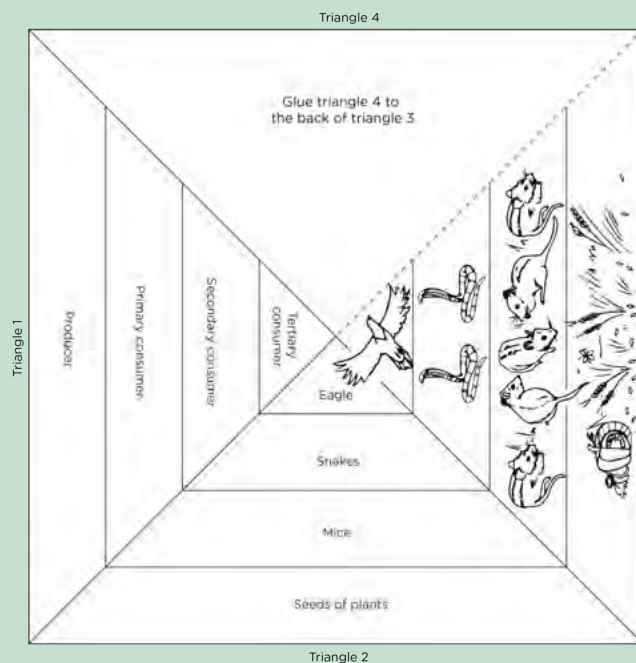 Triangle 4
Glue triangle 4 to
the back of triangle 3
Triangle 1
Producer
Primary consumer
Secondary consumer
Tertiary
consumer
Eagle
Snakes
Mice
Seeds of plants
Triangle 2